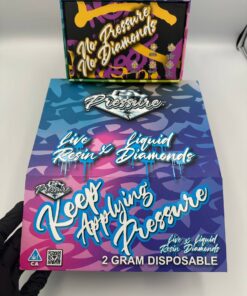 No Pressure
No Diamonds
Pressure
Live Liquid
Resin x Diamonds
Pressure
Keep
Applying
Pressure
CA
Live x Liquid
Resin Diamonds
2 GRAM DISPOSABLE